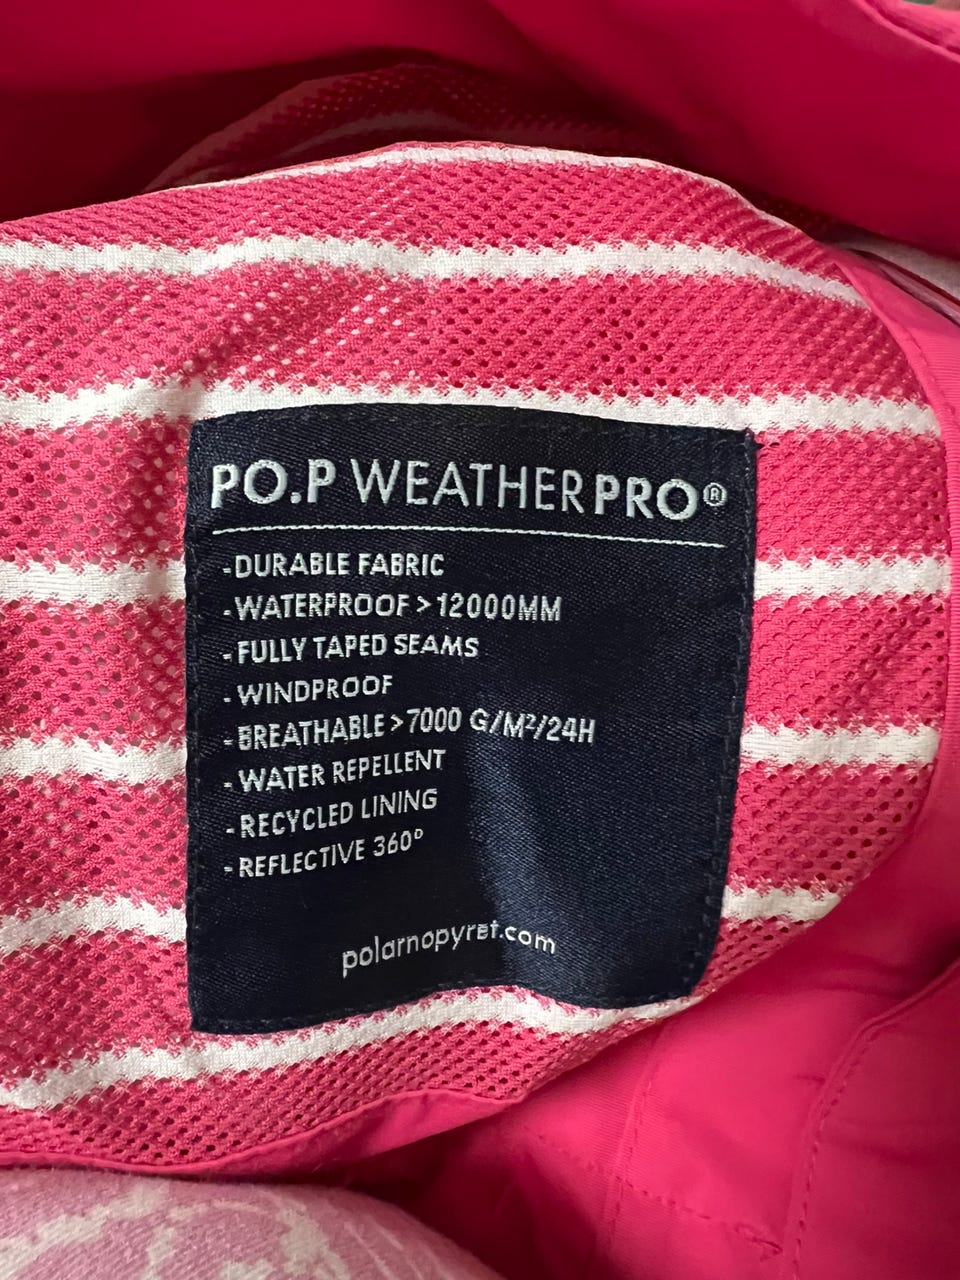 PO.P WEATHERPRO®
-DURABLE FABRIC
-WATERPROOF >12000MM
-FULLY TAPED SEAMS
-WINDPROOF
-BREATHABLE >7000 G/M²/24H
-WATER REPELLENT
-RECYCLED LINING
-REFLECTIVE 360°
polarnopyret.com